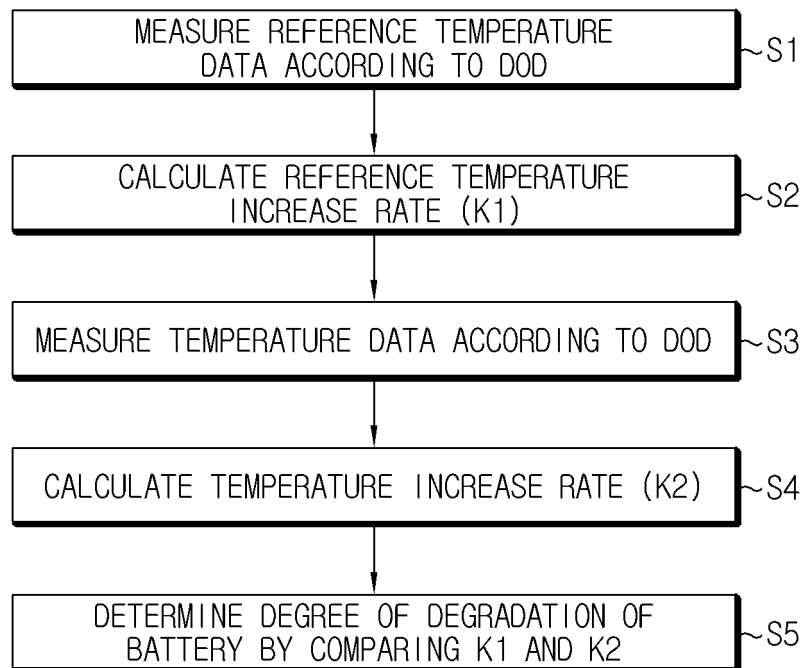 MEASURE REFERENCE TEMPERATURE
DATA ACCORDING TO DOD
S1
CALCULATE REFERENCE TEMPERATURE
INCREASE RATE (K1)
S2
MEASURE TEMPERATURE DATA ACCORDING TO DOD
S3
CALCULATE TEMPERATURE INCREASE RATE (K2)
S4
DETERMINE DEGREE OF DEGRADATION OF
BATTERY BY COMPARING K1 AND K2
S5